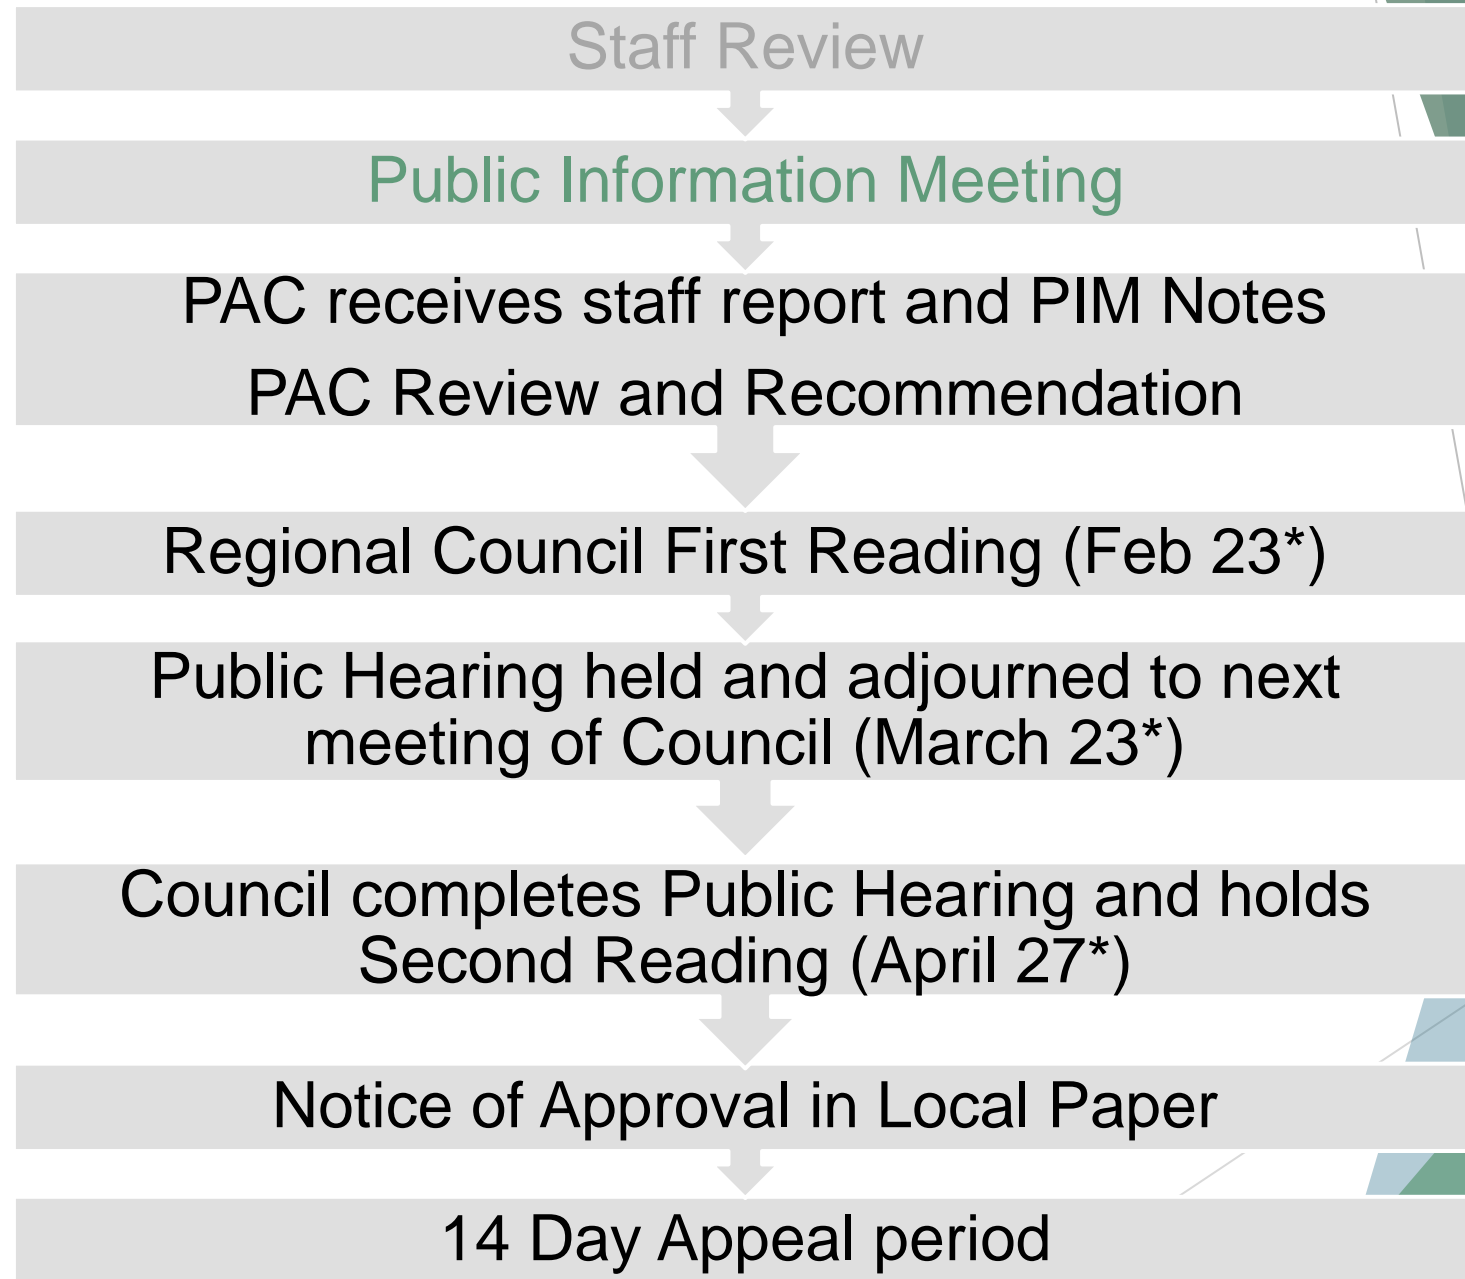 Staff Review
Public Information Meeting
PAC receives staff report and PIM Notes
PAC Review and Recommendation
Regional Council First Reading (Feb 23*)
Public Hearing held and adjourned to next
meeting of Council (March 23*)
Council completes Public Hearing and holds
Second Reading (April 27*)
Notice of Approval in Local Paper
14 Day Appeal period